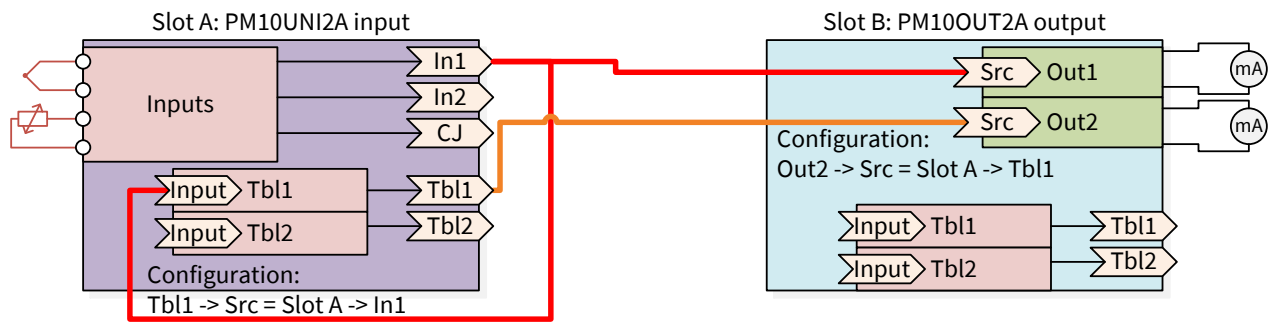 Slot A: PM10UNI2A input
Slot B: PM10OUT2A output
Inputs
In1
In2
CJ
Input
Tbl1
Tbl1
Input
Tbl2
Tbl2
Configuration:
Tbl1 -> Src = Slot A -> In1
Src
Out1
mA
Src
Out2
mA
Configuration:
Out2 -> Src = Slot A -> Tbl1
Input
Tbl1
Tbl1
Input
Tbl2
Tbl2